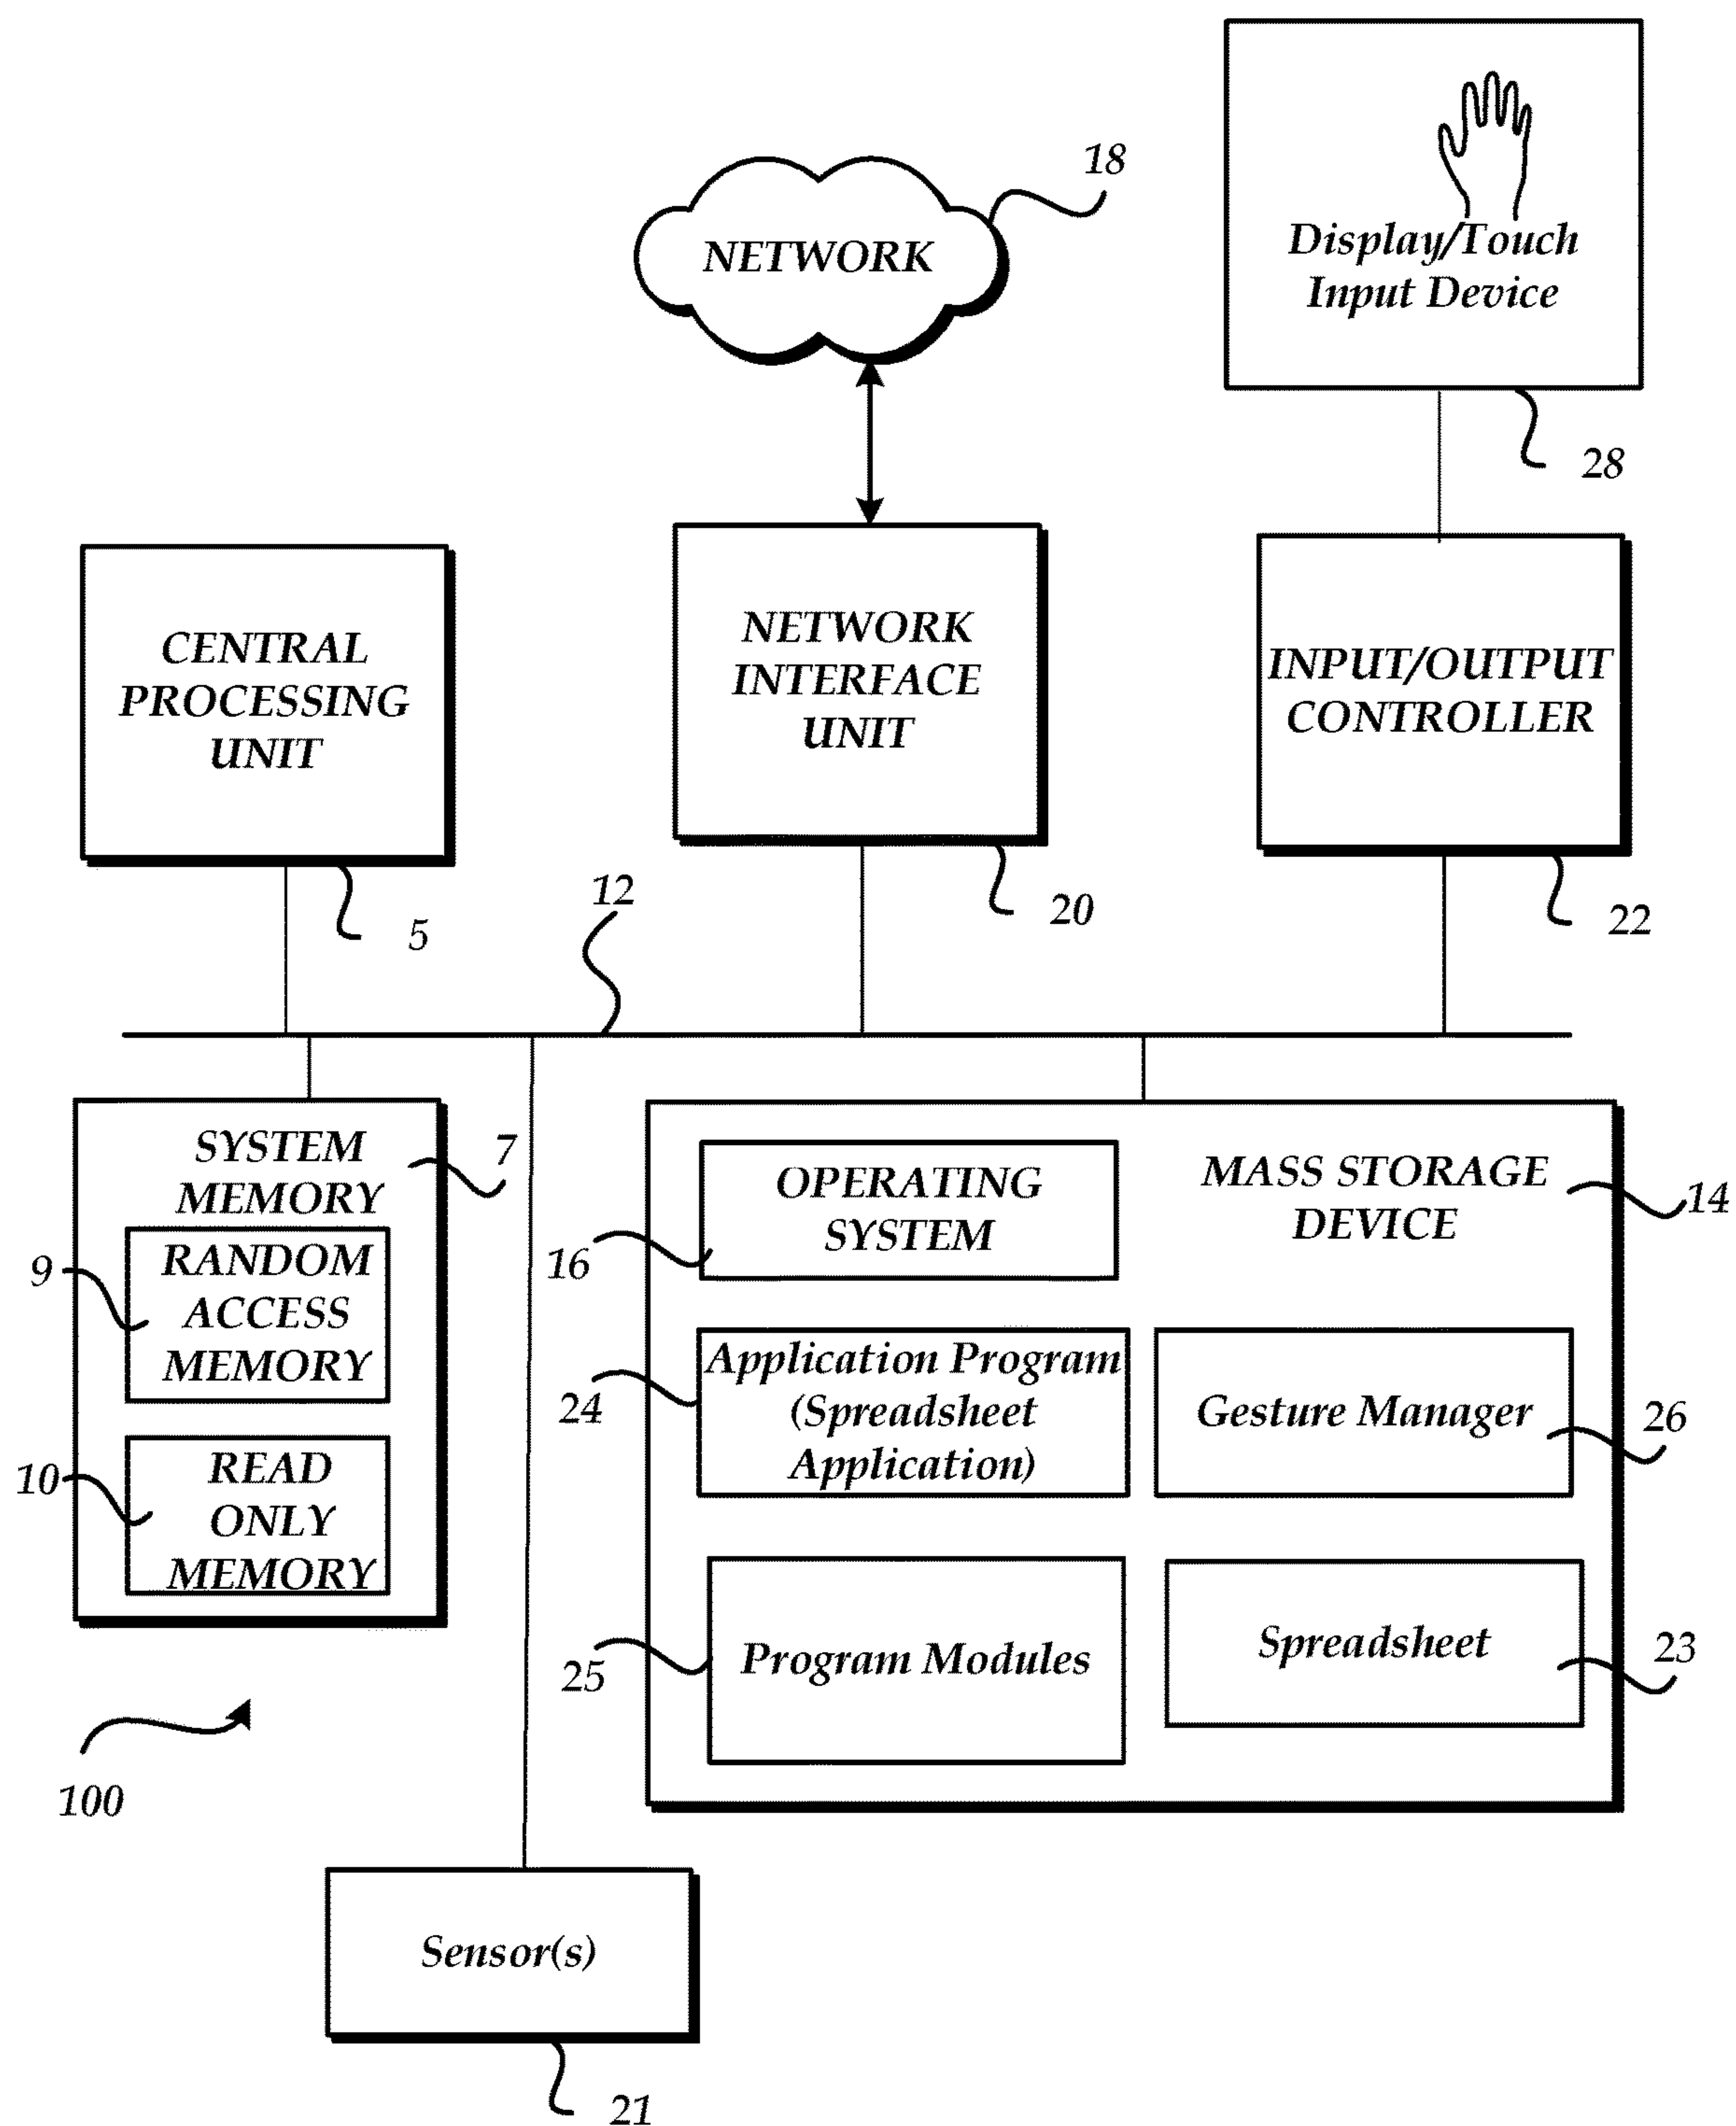 18
NETWORK
Display/Touch
Input Device
28
CENTRAL
PROCESSING
UNIT
5
NETWORK
INTERFACE
UNIT
20
INPUT/OUTPUT
CONTROLLER
22
12
SYSTEM
MEMORY
7
9
RANDOM
ACCESS
MEMORY
10
READ
ONLY
MEMORY
OPERATING
SYSTEM
16
MASS STORAGE
DEVICE
14
Application Program
(Spreadsheet
Application)
24
Gesture Manager
26
Program Modules
25
Spreadsheet
23
100
Sensor(s)
21